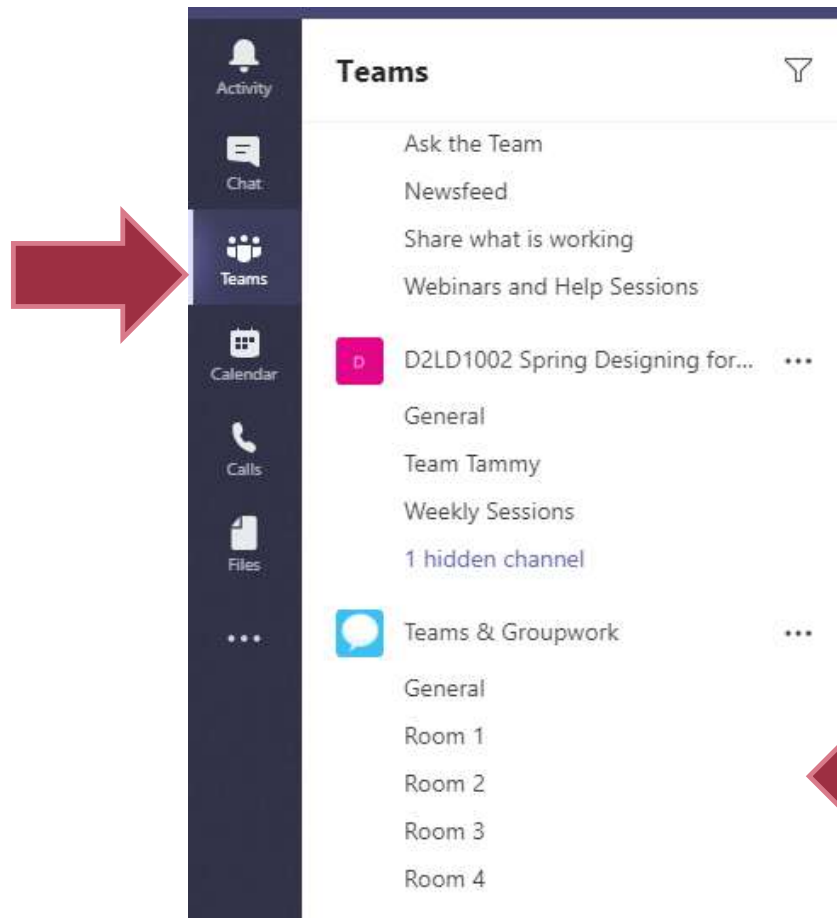 Activity
Chat
Teams
Calendar
Calls
Files
Teams
Ask the Team
Newsfeed
Share what is working
Webinars and Help Sessions
D
D2LD1002 Spring Designing for...
General
Team Tammy
Weekly Sessions
1 hidden channel
Teams & Groupwork
General
Room 1
Room 2
Room 3
Room 4